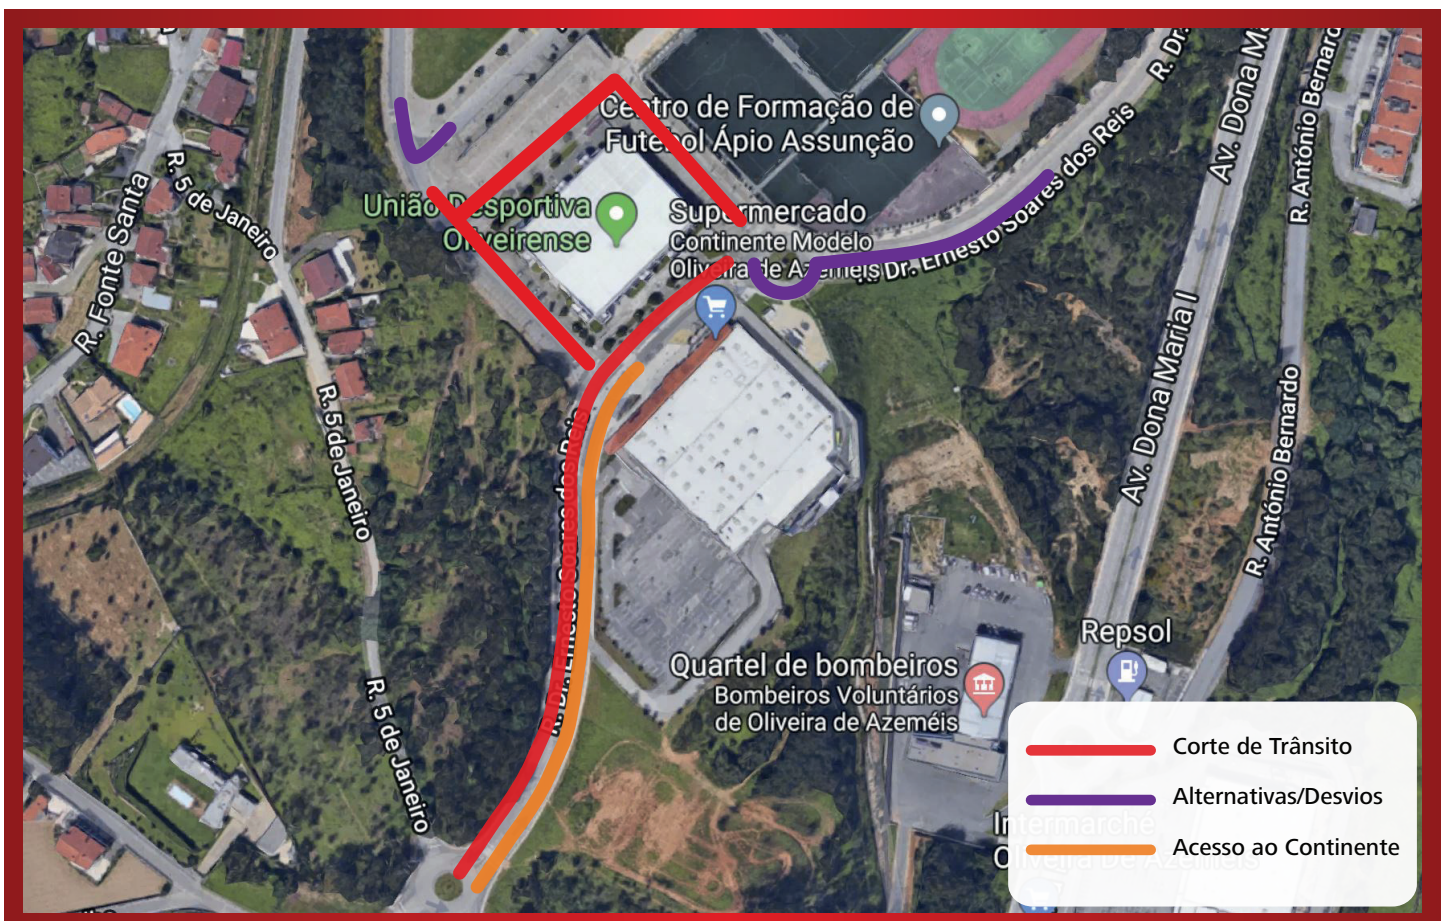 R. Dr.
Av. Dona Ma
R. António Bernardo
Centro de Formação de
Futebol Ápio Assunção
R. 5 de Janeiro
R. Fonte Santa
União Desportiva
Oliveirense
Supermercado
Continente Modelo
Oliveira de Azeméis
R. Dr. Ernesto Soares dos Reis
Av. Dona Maria I
R. António Bernardo
R. 5 de Janeiro
R. Dr. Ernesto Soares dos Reis
Repsol
Quartel de bombeiros
Bombeiros Voluntários
de Oliveira de Azeméis
R. 5 de Janeiro
Corte de Trânsito
Alternativas/Desvios
Intermarché
Oliveira De Azeméis
Acesso ao Continente